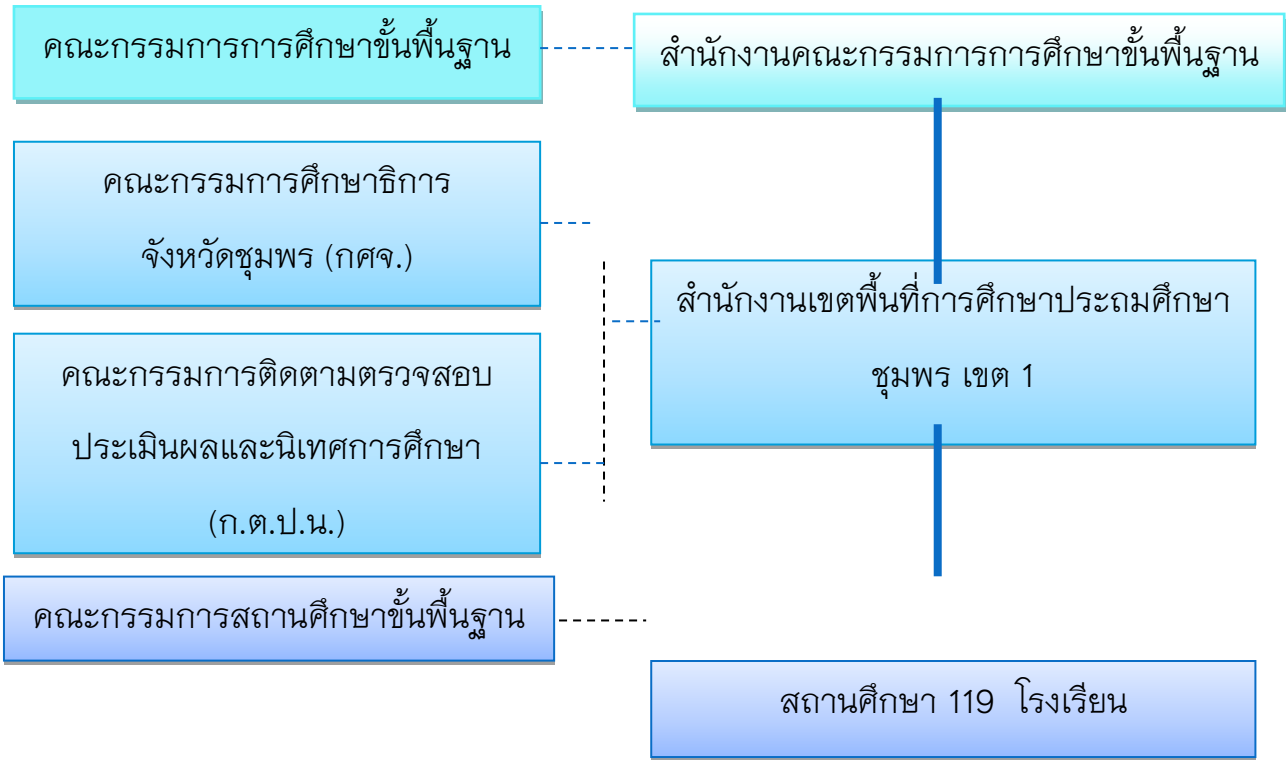 คณะกรรมการการศึกษาขั้นพื้นฐาน
สำนักงานคณะกรรมการการศึกษาขั้นพื้นฐาน
คณะกรรมการศึกษาธิการ
จังหวัดชุมพร (กศจ.)
สำนักงานเขตพื้นที่การศึกษาประถมศึกษา
ชุมพร เขต 1
คณะกรรมการติดตามตรวจสอบ
ประเมินผลและนิเทศการศึกษา
(ก.ต.ป.น.)
คณะกรรมการสถานศึกษาขั้นพื้นฐาน
สถานศึกษา 119 โรงเรียน